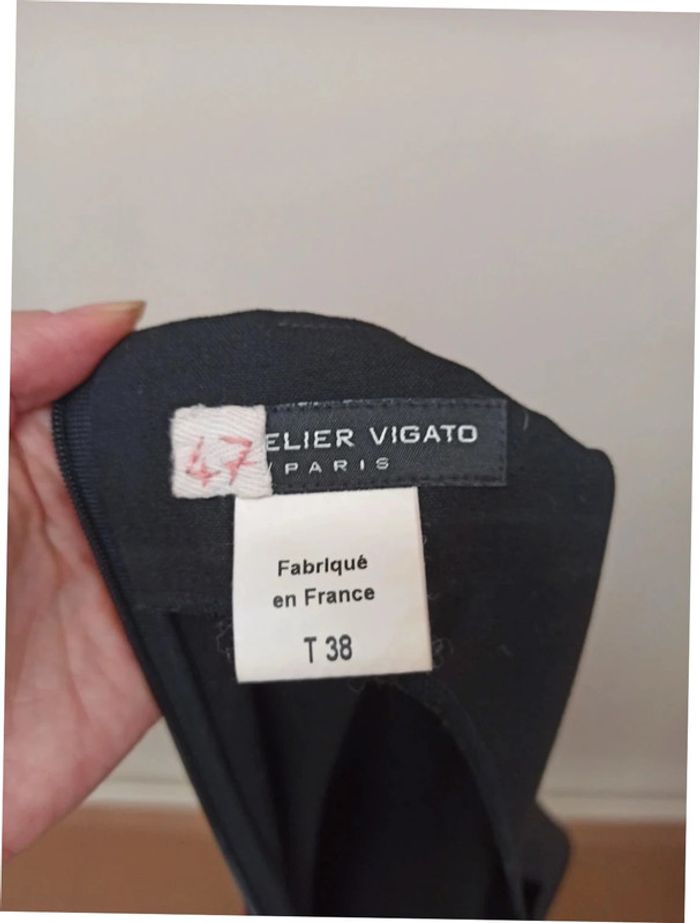 47
ELIER VIGATO
/PARIS
Fabriqué
en France
T 38